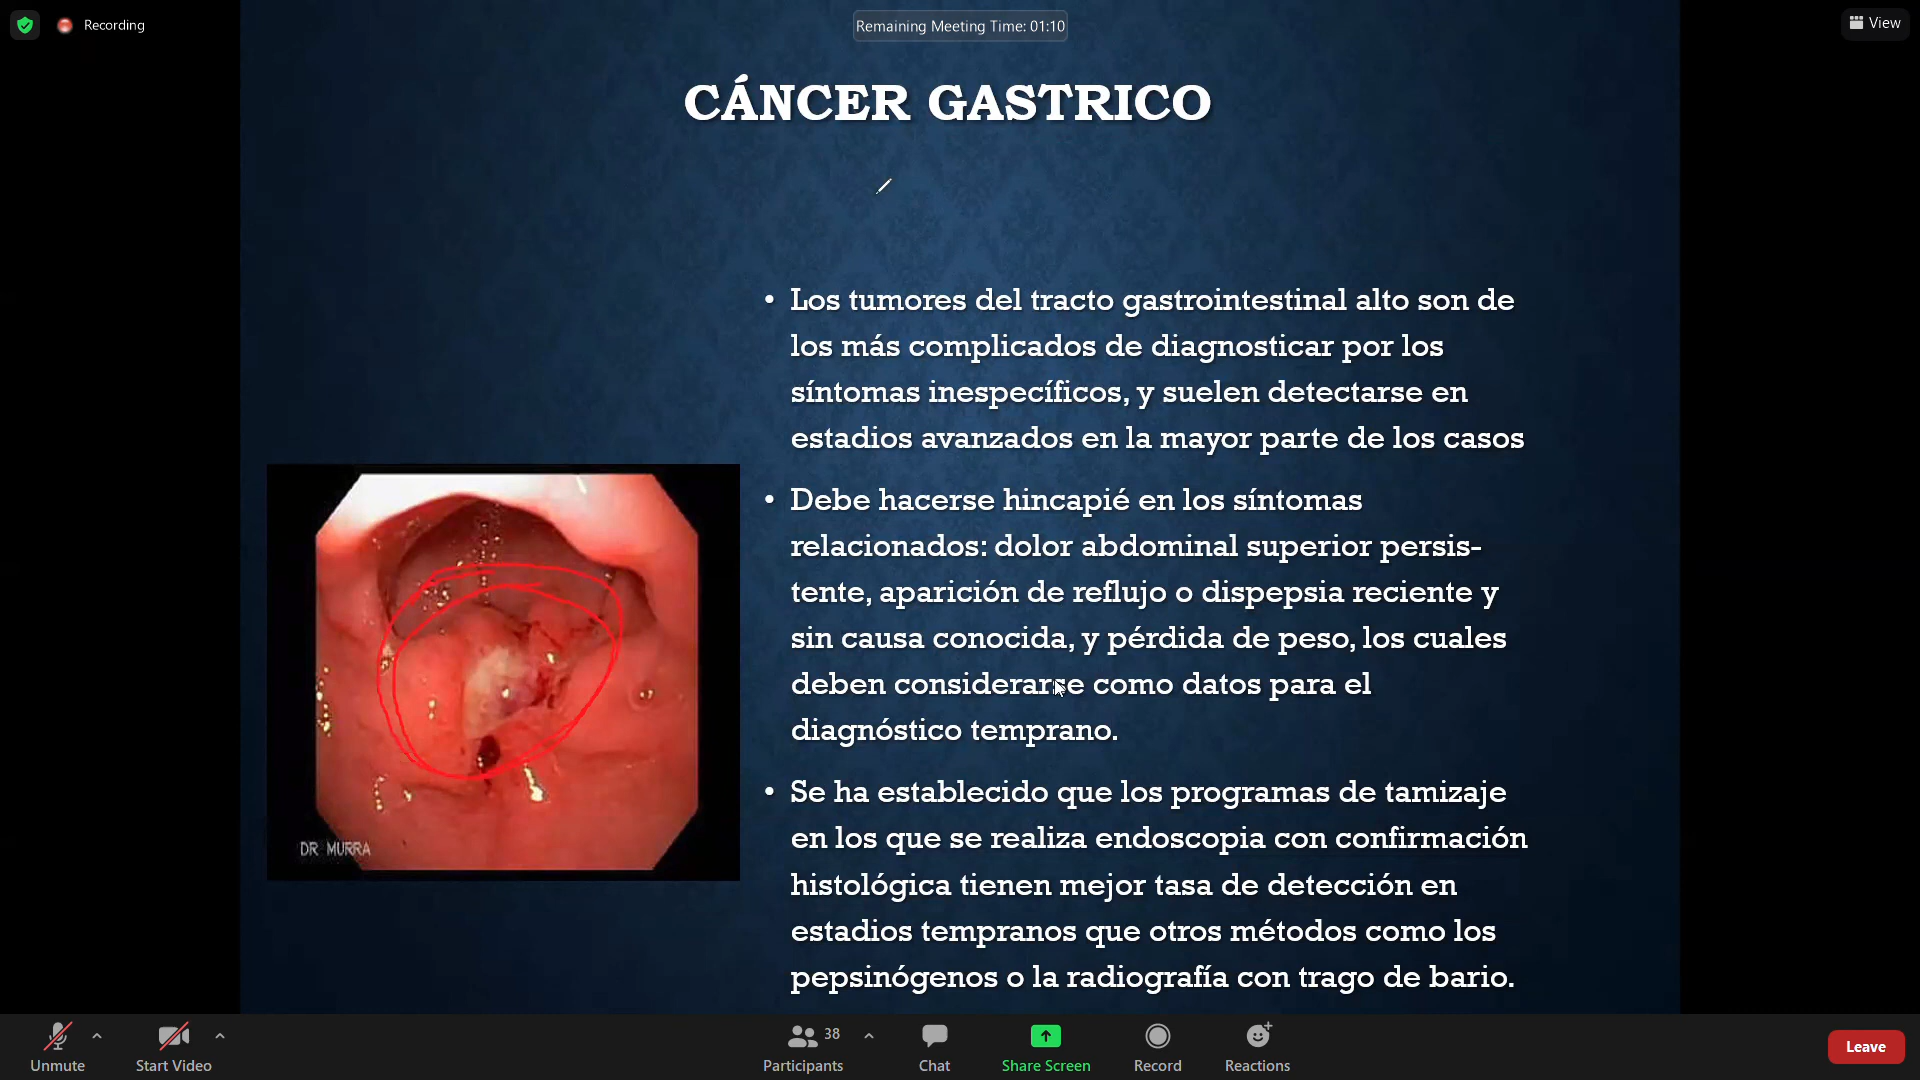 Recording
Remaining Meeting Time: 01:10
View
CÁNCER GASTRICO
• Los tumores del tracto gastrointestinal alto son de
los más complicados de diagnosticar por los
síntomas inespecíficos, y suelen detectarse en
estadios avanzados en la mayor parte de los casos
• Debe hacerse hincapié en los síntomas
relacionados: dolor abdominal superior persis-
tente, aparición de reflujo o dispepsia reciente y
sin causa conocida, y pérdida de peso, los cuales
deben considerarse como datos para el
diagnóstico temprano.
• Se ha establecido que los programas de tamizaje
en los que se realiza endoscopia con confirmación
histológica tienen mejor tasa de detección en
estadios tempranos que otros métodos como los
pepsinógenos o la radiografía con trago de bario.
DR MURRA
Unmute
Start Video
38
Participants
Chat
Share Screen
Record
Reactions
Leave